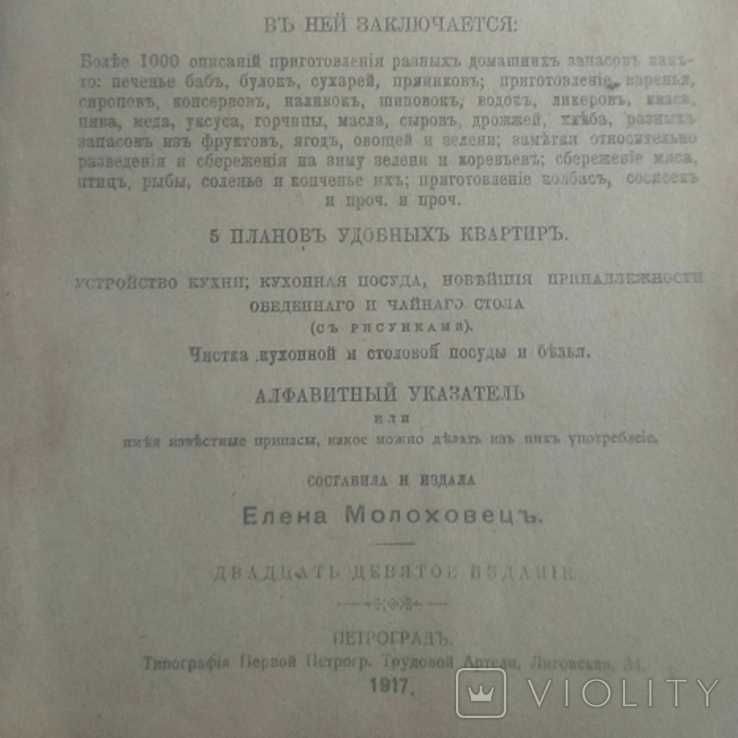 ВЪ НЕЙ ЗАКЛЮЧАЕТСЯ:
Болѣе 1000 описаній приготовленія разныхъ домашнихъ запасовъ какъ-
то: печенье бабъ, булокъ, сухарей, пряниковъ; приготовленіе варенья,
сироповъ, консервовъ, наливокъ, шиповокъ, водокъ, ликеровъ, кваса,
пива, меда, уксуса, горчицы, масла, сыровъ, дрожжей, хлѣба, разныхъ
запасовъ изъ фруктовъ, ягодъ, овощей и зелени; замѣтки относительно
разведенія и сбереженія на зиму зелени и кореньевъ; сбереженіе мяса,
птицъ, рыбы, соленье и копченье ихъ; приготовленіе колбасъ, сосисекъ
и проч. и проч.
5 ПЛАНОВЪ УДОБНЫХЪ КВАРТИРЪ.
УСТРОЙСТВО КУХНИ; КУХОННАЯ ПОСУДА, НОВѢЙШІЯ ПРИНАДЛЕЖНОСТИ
ОБЕДЕННАГО И ЧАЙНАГО СТОЛА
(СЪ РИСУНКАМИ).
Чистка кухонной и столовой посуды и бѣлья.
АЛФАВИТНЫЙ УКАЗАТЕЛЬ
ИЛИ
имѣя извѣстные припасы, какое можно дѣлать изъ нихъ употребленіе.
СОСТАВИЛА И ИЗДАЛА
Елена Молоховецъ.
ДВАДЦАТЬ ДЕВЯТОЕ ИЗДАНІЕ
ПЕТРОГРАДЪ.
Типографія Первой Петрогр. Трудовой Артели, Лиговская, 34.
1917.
VIOLITY